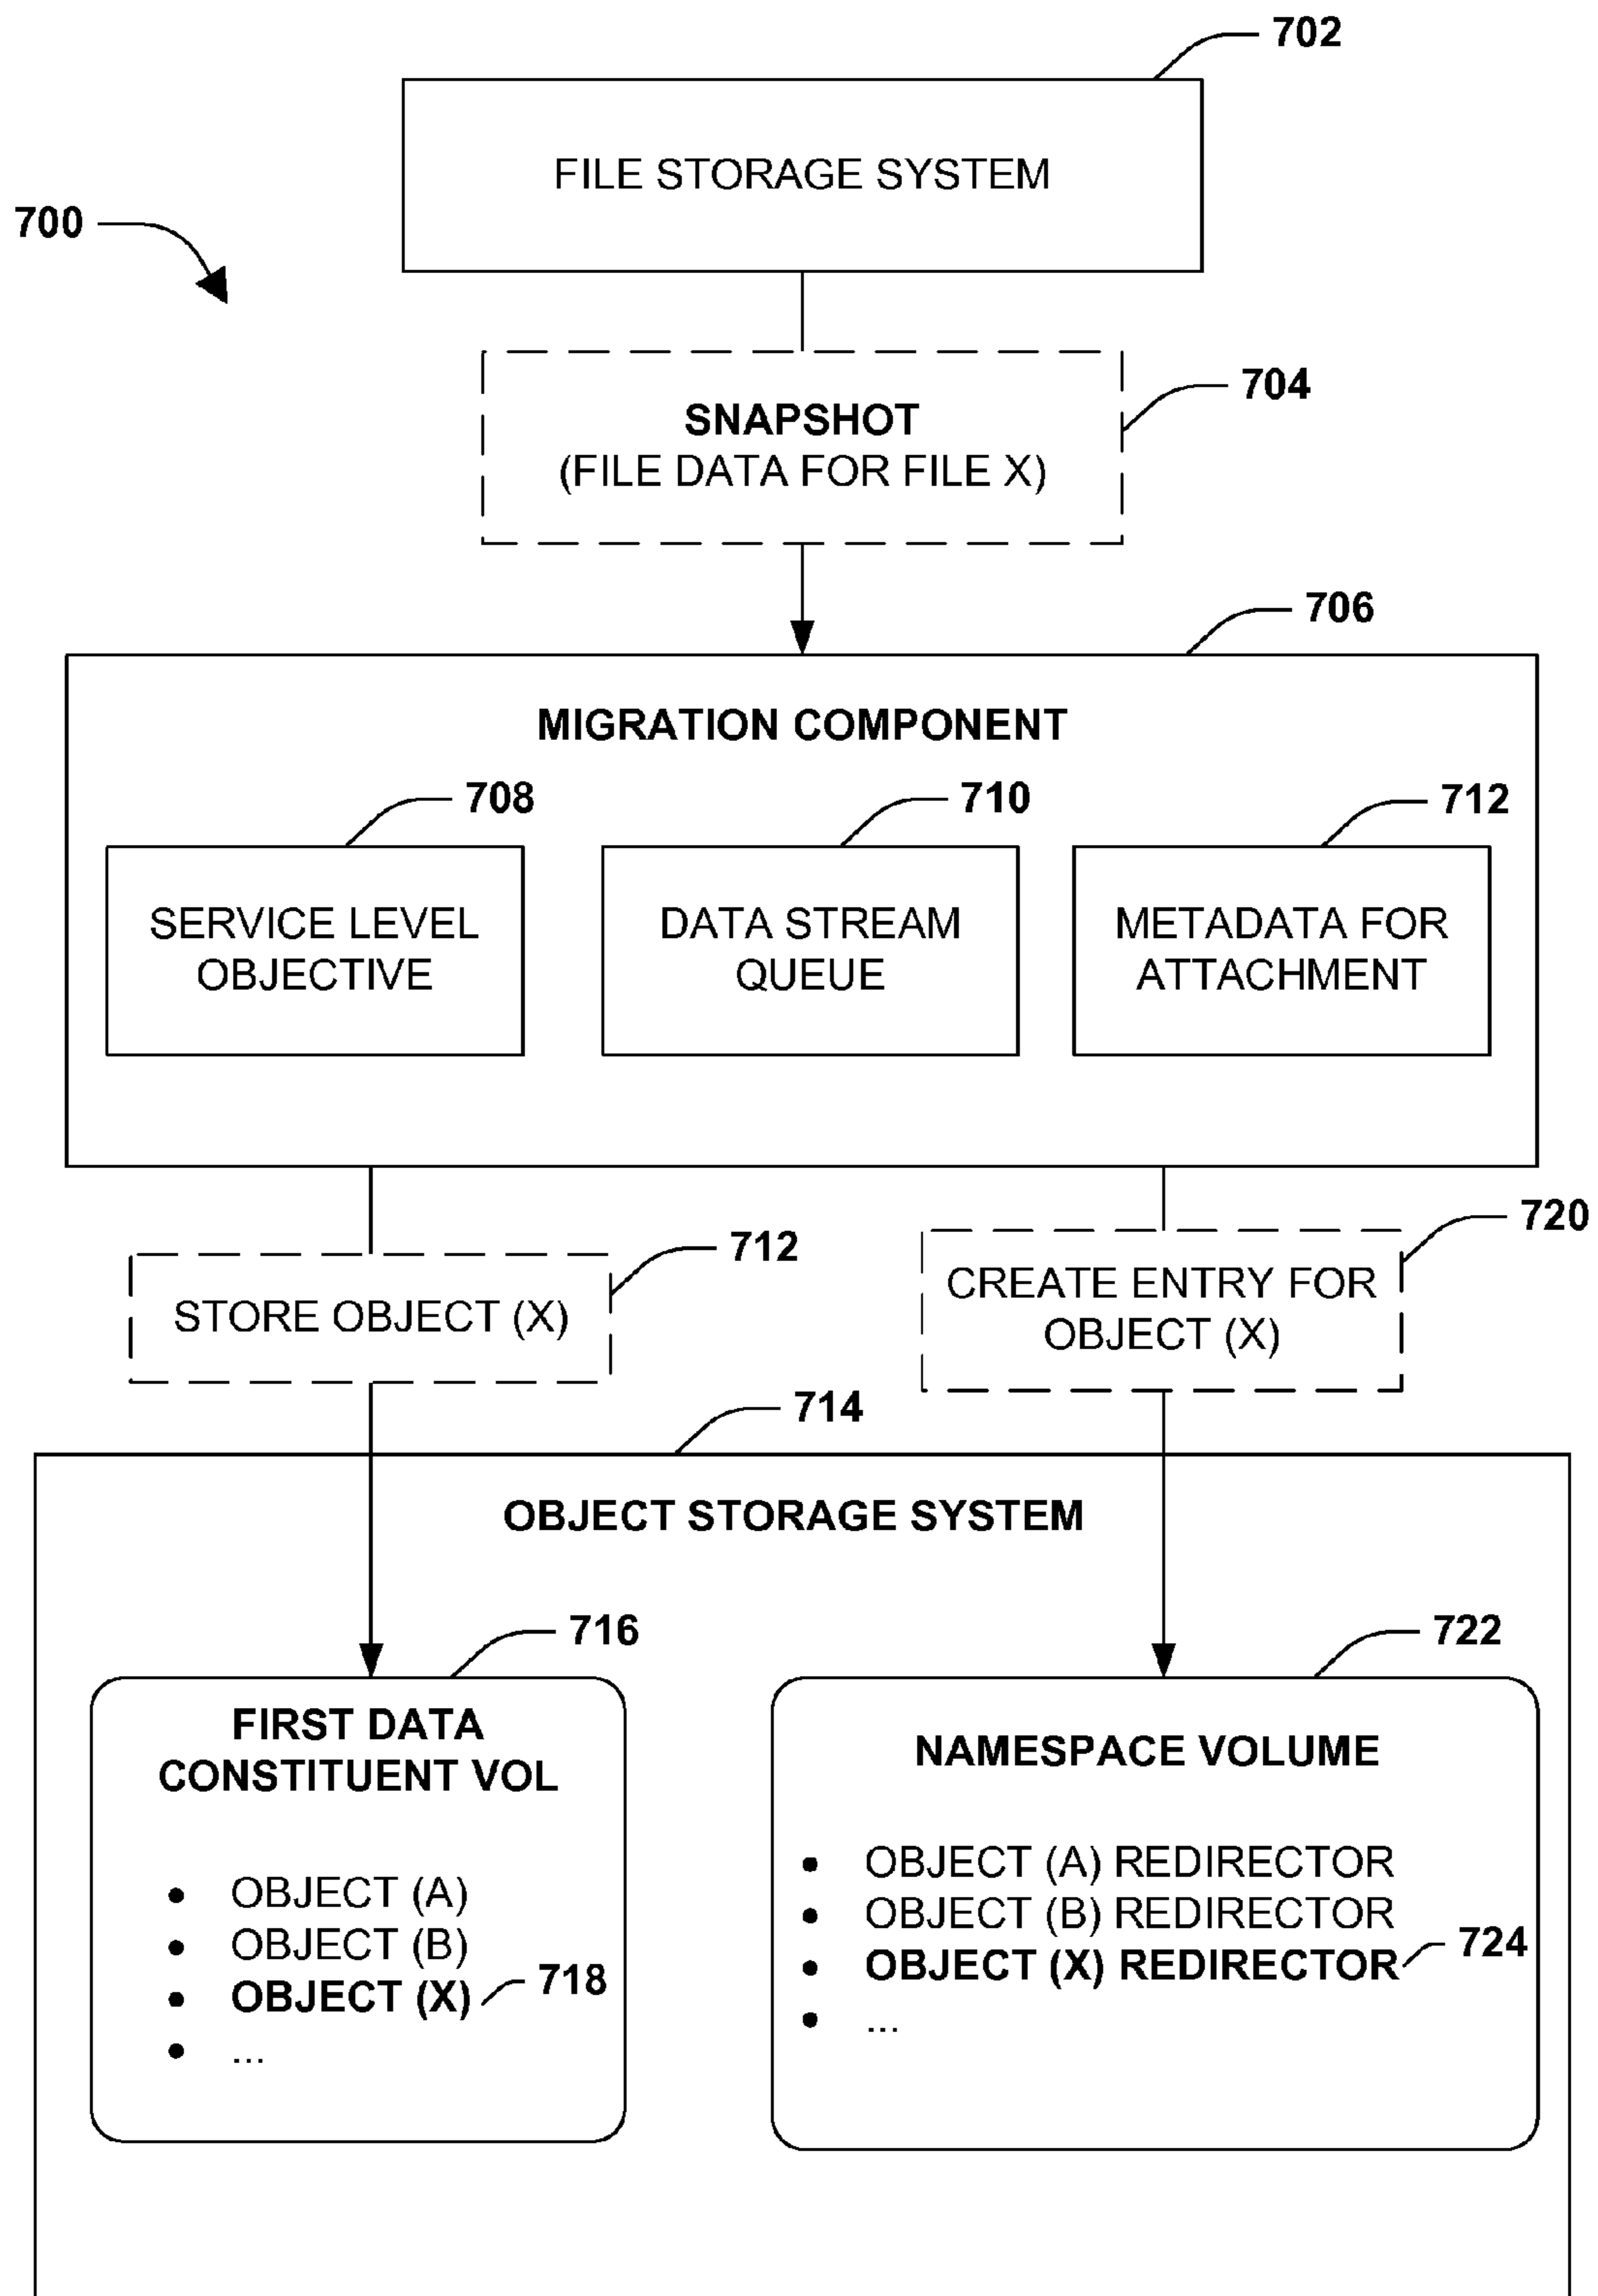 702
FILE STORAGE SYSTEM
700
704
SNAPSHOT
(FILE DATA FOR FILE X)
706
MIGRATION COMPONENT
708
710
712
SERVICE LEVEL
OBJECTIVE
DATA STREAM
QUEUE
METADATA FOR
ATTACHMENT
712
STORE OBJECT (X)
720
CREATE ENTRY FOR
OBJECT (X)
714
OBJECT STORAGE SYSTEM
716
FIRST DATA
CONSTITUENT VOL
• OBJECT (A)
• OBJECT (B)
• OBJECT (X) 718
• ...
722
NAMESPACE VOLUME
• OBJECT (A) REDIRECTOR
• OBJECT (B) REDIRECTOR
• OBJECT (X) REDIRECTOR 724
• ...